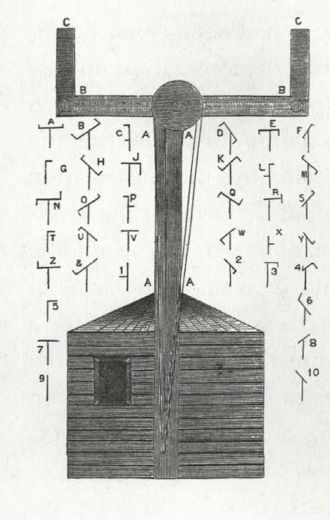 C C
B B
A B C A A D E F
G H J K L M
N O P Q R S
T U V W X Y
Z & 1 2 3 4
A A
5 6
7 8
9 10